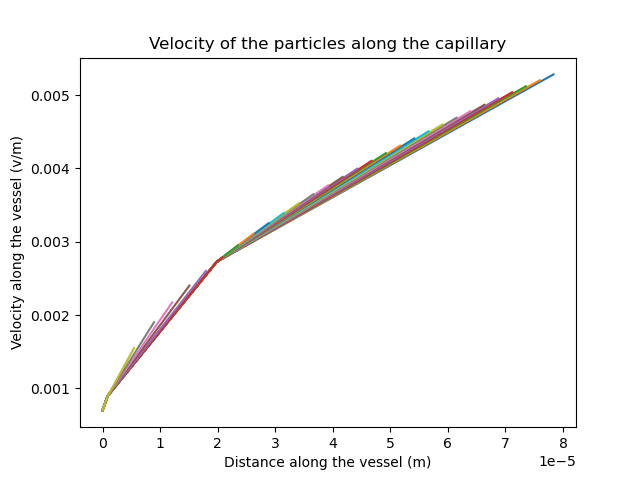 Velocity of the particles along the capillary
Velocity along the vessel (v/m)
0.005
0.004
0.003
0.002
0.001
0 1 2 3 4 5 6 7 8
1e−5
Distance along the vessel (m)